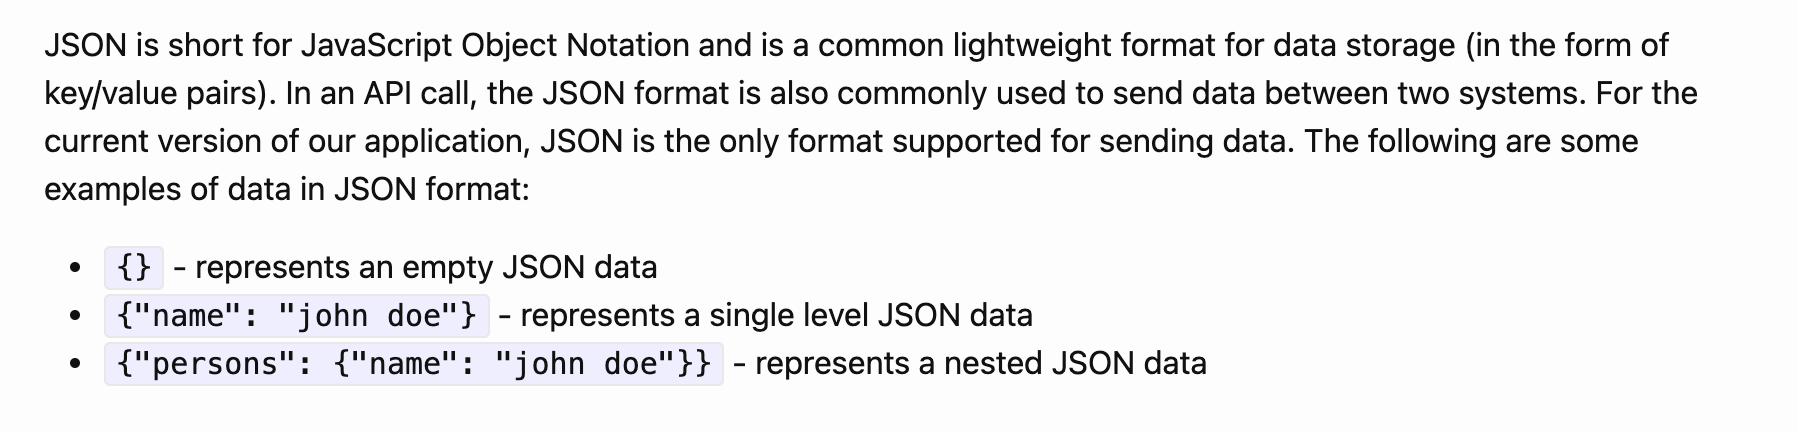 JSON is short for JavaScript Object Notation and is a common lightweight format for data storage (in the form of
key/value pairs). In an API call, the JSON format is also commonly used to send data between two systems. For the
current version of our application, JSON is the only format supported for sending data. The following are some
examples of data in JSON format:
• {} - represents an empty JSON data
• {"name": "john doe"} - represents a single level JSON data
• {"persons": {"name": "john doe"}} - represents a nested JSON data